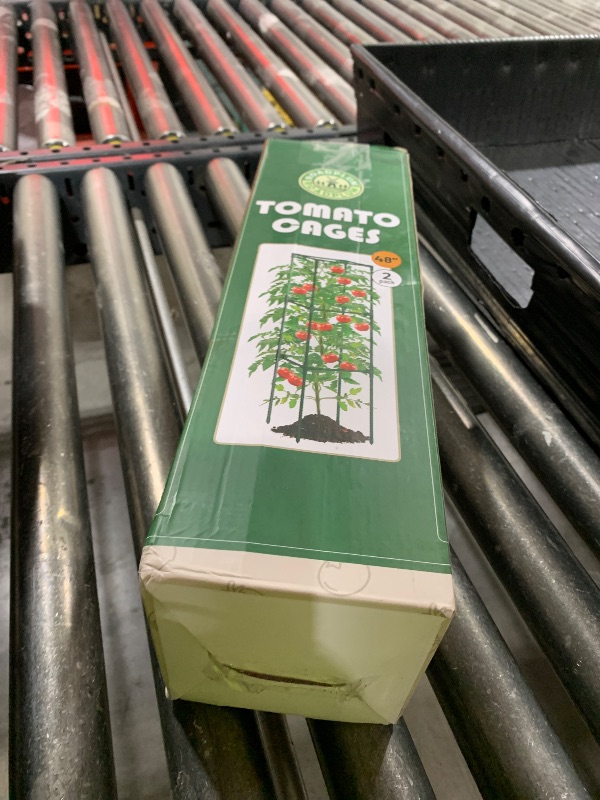 TOMATO
CAGES
48"
2
pack